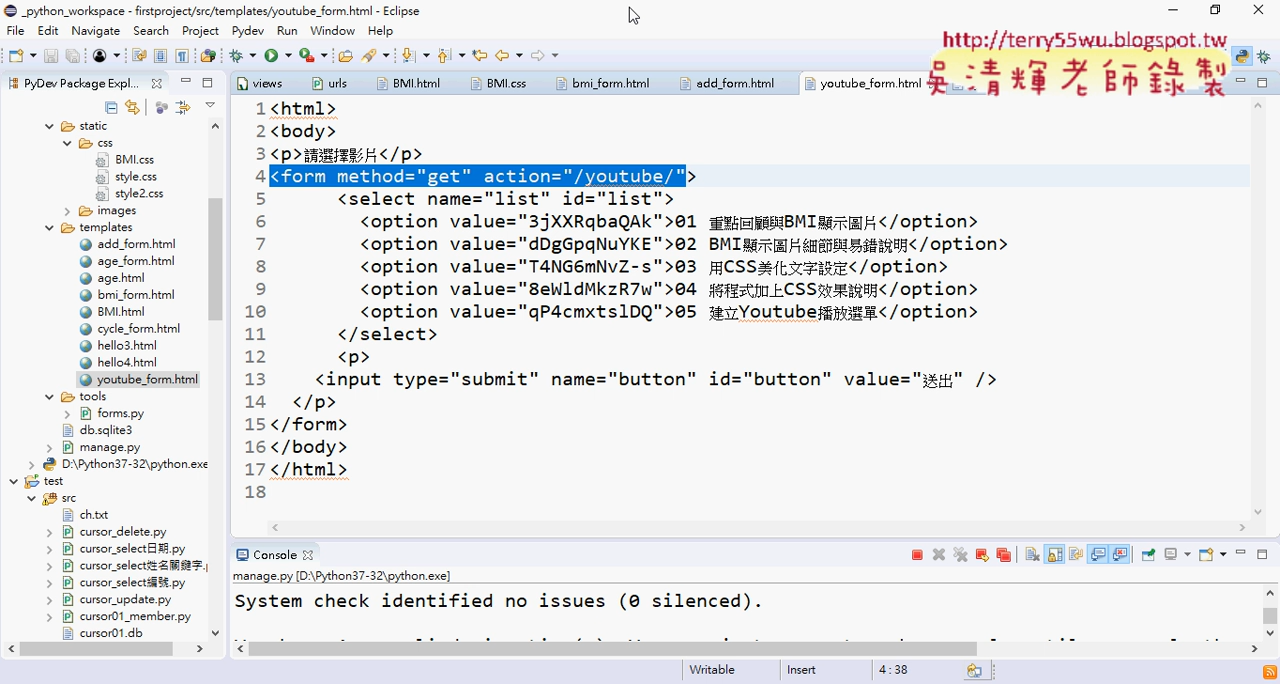 _python_workspace - firstproject/src/templates/youtube_form.html - Eclipse
File Edit Navigate Search Project Pydev Run Window Help
http://terry55wu.blogspot.tw
吳清輝老師錄製
PyDev Package Expl...
views
BMI.html
BMI.css
bmi_form.html
add_form.html
youtube_form.html
static
css
BMI.css
style.css
style2.css
images
templates
add_form.html
age_form.html
age.html
bmi_form.html
BMI.html
cycle_form.html
hello3.html
hello4.html
youtube_form.html
tools
forms.py
db.sqlite3
manage.py
D:\Python37-32\python.exe
test
src
ch.txt
cursor_delete.py
cursor_select日期.py
cursor_select姓名關鍵字.p
cursor_select編號.py
cursor_update.py
cursor01_member.py
cursor01.db
1 <html>
2 <body>
3 <p>請選擇影片</p>
4 <form method="get" action="/youtube/">
5 <select name="list" id="list">
6 <option value="3jXXRqbaQAk">01 重點回顧與BMI顯示圖片</option>
7 <option value="dDgGpqNuYKE">02 BMI顯示圖片細節與易錯說明</option>
8 <option value="T4NG6mNvZ-s">03 用CSS美化文字設定</option>
9 <option value="8eWldMkzR7w">04 將程式加上CSS效果說明</option>
10 <option value="qP4cmxtslDQ">05 建立Youtube播放選單</option>
11 </select>
12 <p>
13 <input type="submit" name="button" id="button" value="送出" />
14 </p>
15 </form>
16 </body>
17 </html>
18
Console
manage.py [D:\Python37-32\python.exe]
System check identified no issues (0 silenced).
Writable Insert 4:38